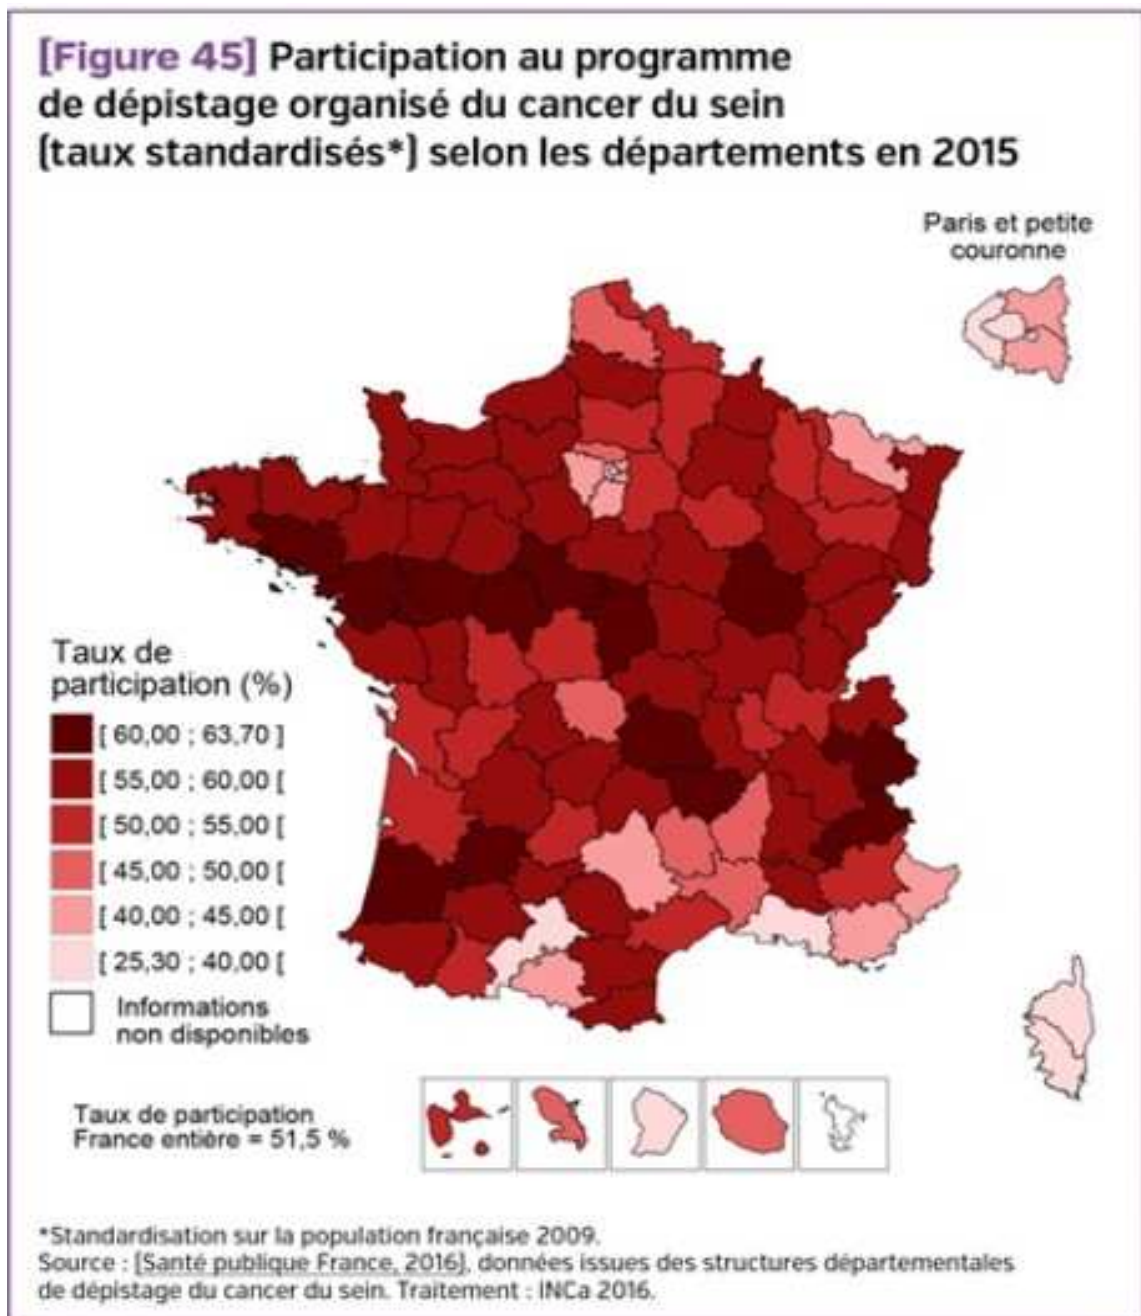 [Figure 45] Participation au programme
de dépistage organisé du cancer du sein
(taux standardisés*) selon les départements en 2015
Paris et petite
couronne
Taux de
participation (%)
[ 60,00 ; 63,70 ]
[ 55,00 ; 60,00 [
[ 50,00 ; 55,00 [
[ 45,00 ; 50,00 [
[ 40,00 ; 45,00 [
[ 25,30 ; 40,00 [
Informations
non disponibles
Taux de participation
France entière = 51,5 %
*Standardisation sur la population française 2009.
Source : [Santé publique France, 2016], données issues des structures départementales
de dépistage du cancer du sein. Traitement : INCa 2016.